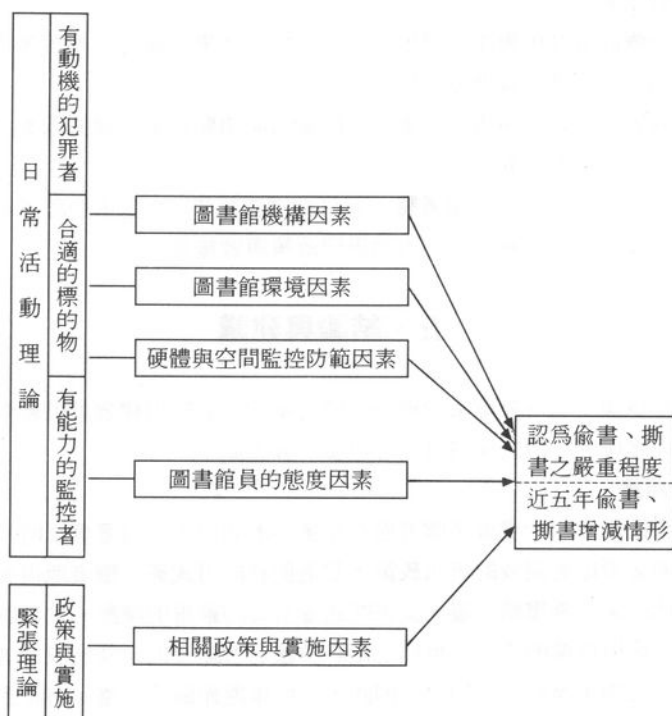 日常活動理論
有動機的犯罪者
合適的標的物
有能力的監控者
圖書館機構因素
圖書館環境因素
硬體與空間監控防範因素
圖書館員的態度因素
認爲偷書、撕
書之嚴重程度
近五年偷書、
撕書增減情形
緊張理論
政策與實施
相關政策與實施因素